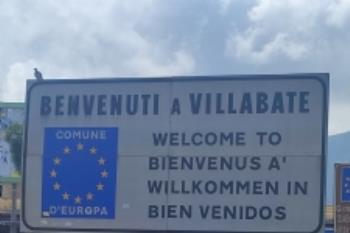 BENVENUTI A VILLABATE
COMUNE
D'EUROPA
WELCOME TO
BIENVENUS A'
WILLKOMMEN IN
BIEN VENIDOS